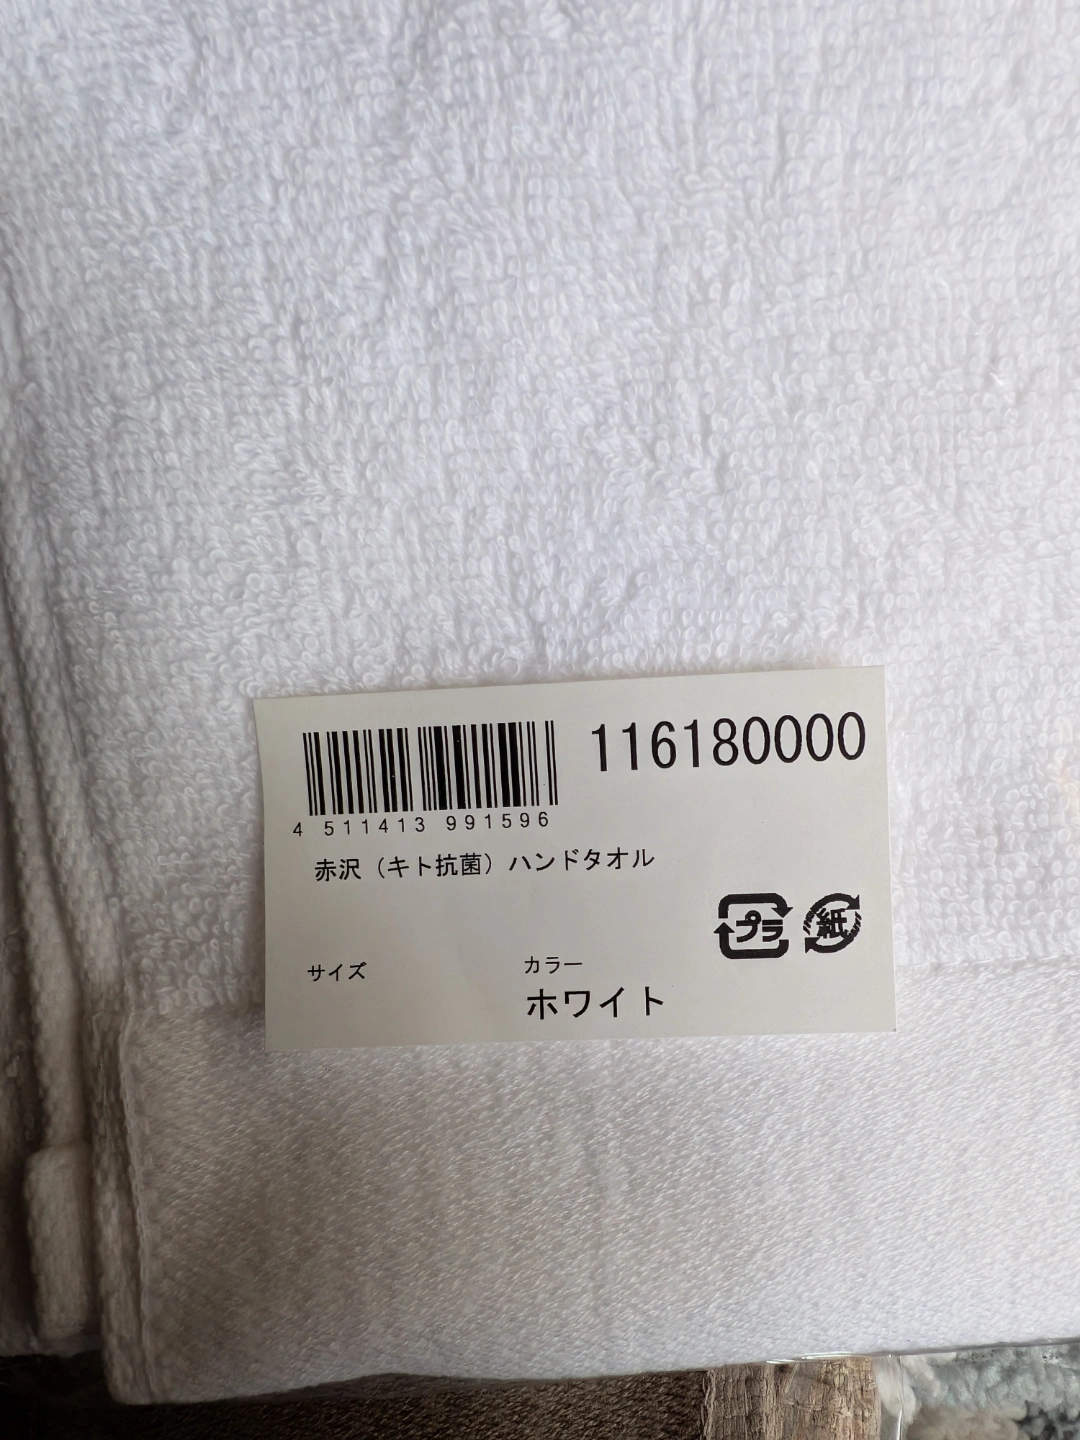 116180000
4 511413 991596
赤沢（キト抗菌）ハンドタオル
プラ 紙
サイズ カラー
ホワイト